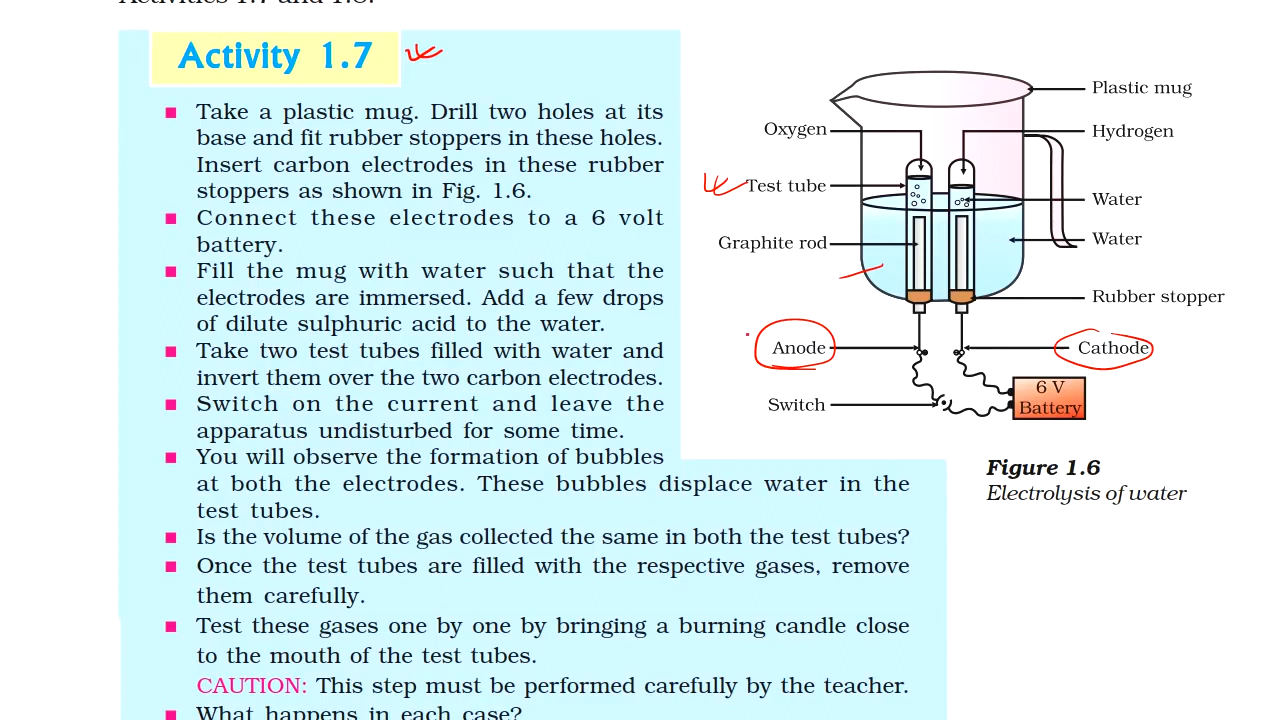 Activity 1.7
Take a plastic mug. Drill two holes at its
base and fit rubber stoppers in these holes.
Insert carbon electrodes in these rubber
stoppers as shown in Fig. 1.6.
Connect these electrodes to a 6 volt
battery.
Fill the mug with water such that the
electrodes are immersed. Add a few drops
of dilute sulphuric acid to the water.
Take two test tubes filled with water and
invert them over the two carbon electrodes.
Switch on the current and leave the
apparatus undisturbed for some time.
You will observe the formation of bubbles
at both the electrodes. These bubbles displace water in the
test tubes.
Is the volume of the gas collected the same in both the test tubes?
Once the test tubes are filled with the respective gases, remove
them carefully.
Test these gases one by one by bringing a burning candle close
to the mouth of the test tubes.
CAUTION: This step must be performed carefully by the teacher.
What happens in each case?
Plastic mug
Oxygen
Hydrogen
Test tube
Water
Graphite rod
Water
Rubber stopper
Anode
Cathode
6 V
Battery
Switch
Figure 1.6
Electrolysis of water